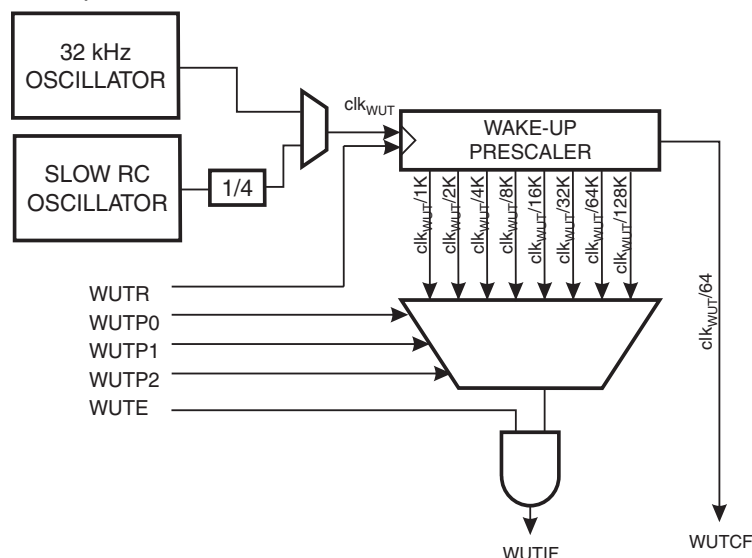 32 kHz
OSCILLATOR
clkWUT
WAKE-UP
PRESCALER
SLOW RC
OSCILLATOR
1/4
clkWUT/1K
clkWUT/2K
clkWUT/4K
clkWUT/8K
clkWUT/16K
clkWUT/32K
clkWUT/64K
clkWUT/128K
clkWUT/64
WUTR
WUTP0
WUTP1
WUTP2
WUTE
WUTIF
WUTCF